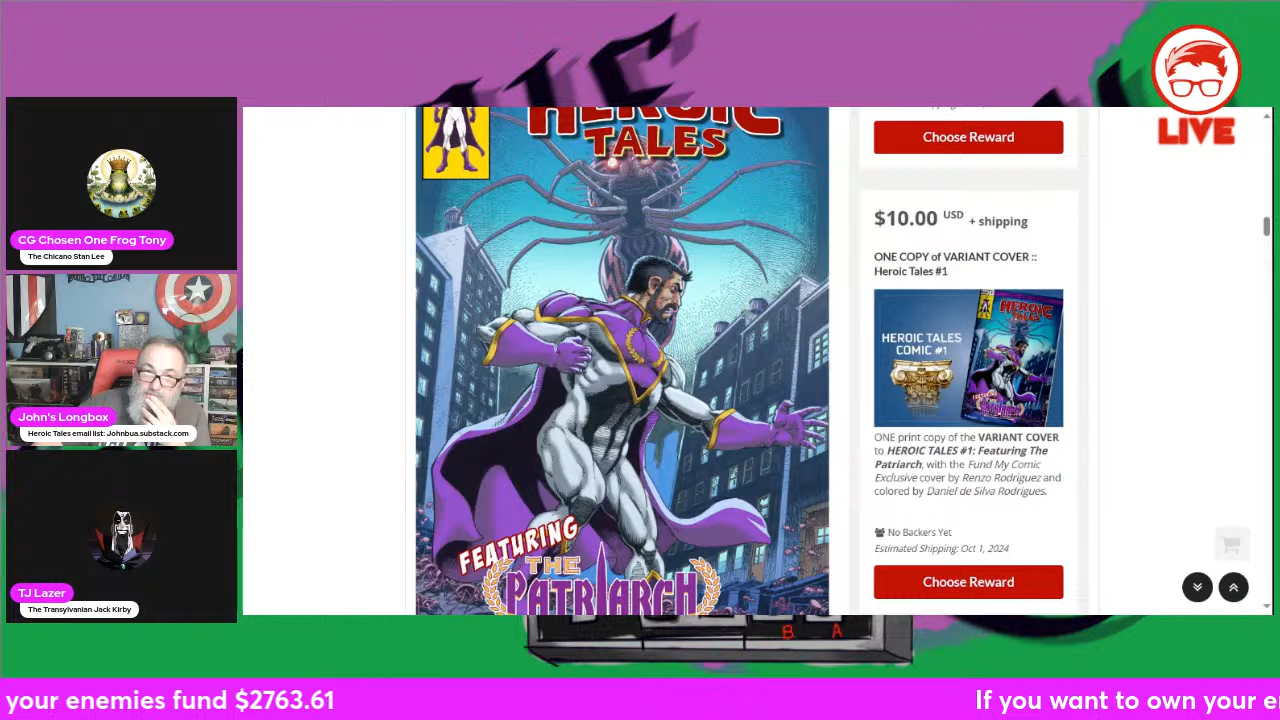 LIVE
CG Chosen One Frog Tony
The Chicano Stan Lee
John's Longbox
Heroic Tales email list: Johnbua.substack.com
TJ Lazer
The Transylvanian Jack Kirby
HEROIC
TALES
FEATURING
THE
PATRIARCH
Choose Reward
$10.00 USD + shipping
ONE COPY of VARIANT COVER ::
Heroic Tales #1
HEROIC TALES
COMIC #1
HEROIC
TALES
ONE print copy of the VARIANT COVER
to HEROIC TALES #1: Featuring The
Patriarch, with the Fund My Comic
Exclusive cover by Renzo Rodriguez and
colored by Daniel de Silva Rodrigues.
No Backers Yet
Estimated Shipping: Oct 1, 2024
Choose Reward
B A
your enemies fund $2763.61
If you want to own your e